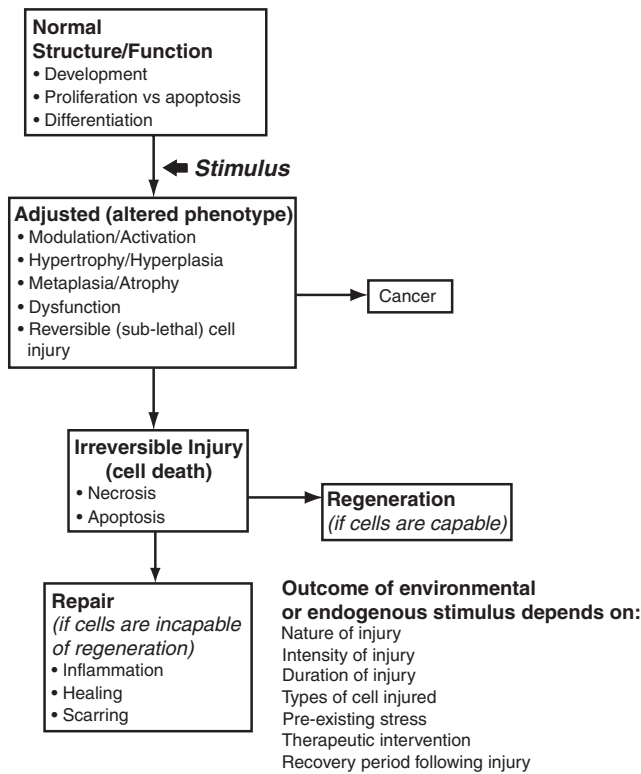 Normal
Structure/Function
• Development
• Proliferation vs apoptosis
• Differentiation
Stimulus
Adjusted (altered phenotype)
• Modulation/Activation
• Hypertrophy/Hyperplasia
• Metaplasia/Atrophy
• Dysfunction
• Reversible (sub-lethal) cell
injury
Cancer
Irreversible Injury
(cell death)
• Necrosis
• Apoptosis
Regeneration
(if cells are capable)
Repair
(if cells are incapable
of regeneration)
• Inflammation
• Healing
• Scarring
Outcome of environmental
or endogenous stimulus depends on:
Nature of injury
Intensity of injury
Duration of injury
Types of cell injured
Pre-existing stress
Therapeutic intervention
Recovery period following injury